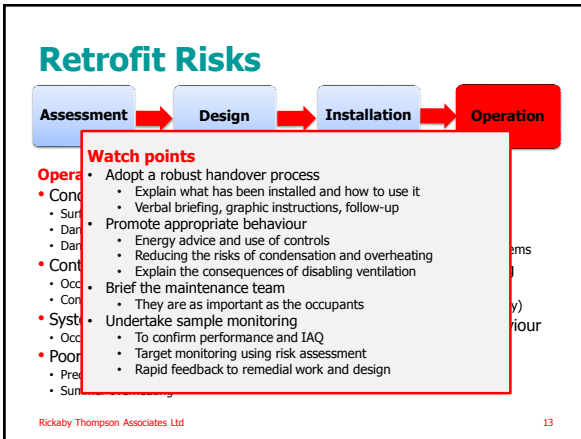 Retrofit Risks
Assessment Design Installation Operation
Watch points
• Adopt a robust handover process
• Explain what has been installed and how to use it
• Verbal briefing, graphic instructions, follow-up
• Promote appropriate behaviour
• Energy advice and use of controls
• Reducing the risks of condensation and overheating
• Explain the consequences of disabling ventilation
• Brief the maintenance team
• They are as important as the occupants
• Undertake sample monitoring
• To confirm performance and IAQ
• Target monitoring using risk assessment
• Rapid feedback to remedial work and design
• Poor
Rickaby Thompson Associates Ltd 13